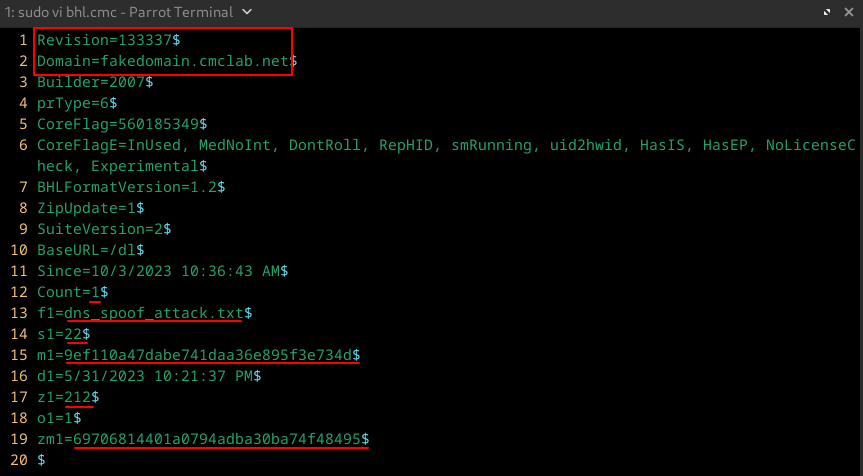 1: sudo vi bhl.cmc - Parrot Terminal
1 Revision=133337$
2 Domain=fakedomain.cmclab.net$
3 Builder=2007$
4 prType=6$
5 CoreFlag=560185349$
6 CoreFlagE=InUsed, MedNoInt, DontRoll, RepHID, smRunning, uid2hwid, HasIS, HasEP, NoLicenseC
heck, Experimental$
7 BHLFormatVersion=1.2$
8 ZipUpdate=1$
9 SuiteVersion=2$
10 BaseURL=/dl$
11 Since=10/3/2023 10:36:43 AM$
12 Count=1$
13 f1=dns_spoof_attack.txt$
14 s1=22$
15 m1=9ef110a47dabe741daa36e895f3e734d$
16 d1=5/31/2023 10:21:37 PM$
17 z1=212$
18 o1=1$
19 zm1=69706814401a0794adba30ba74f48495$
20 $